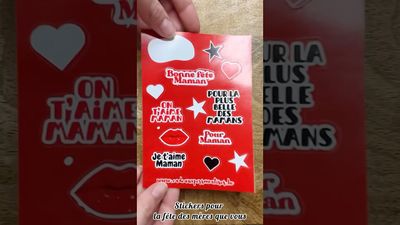 Bonne fête
Maman
ON
T'AIME
MAMAN
POUR LA
PLUS
BELLE
DES
MAMANS
Pour
Maman
Je t'aime
Maman
Stickers pour
la fête des mères que vous